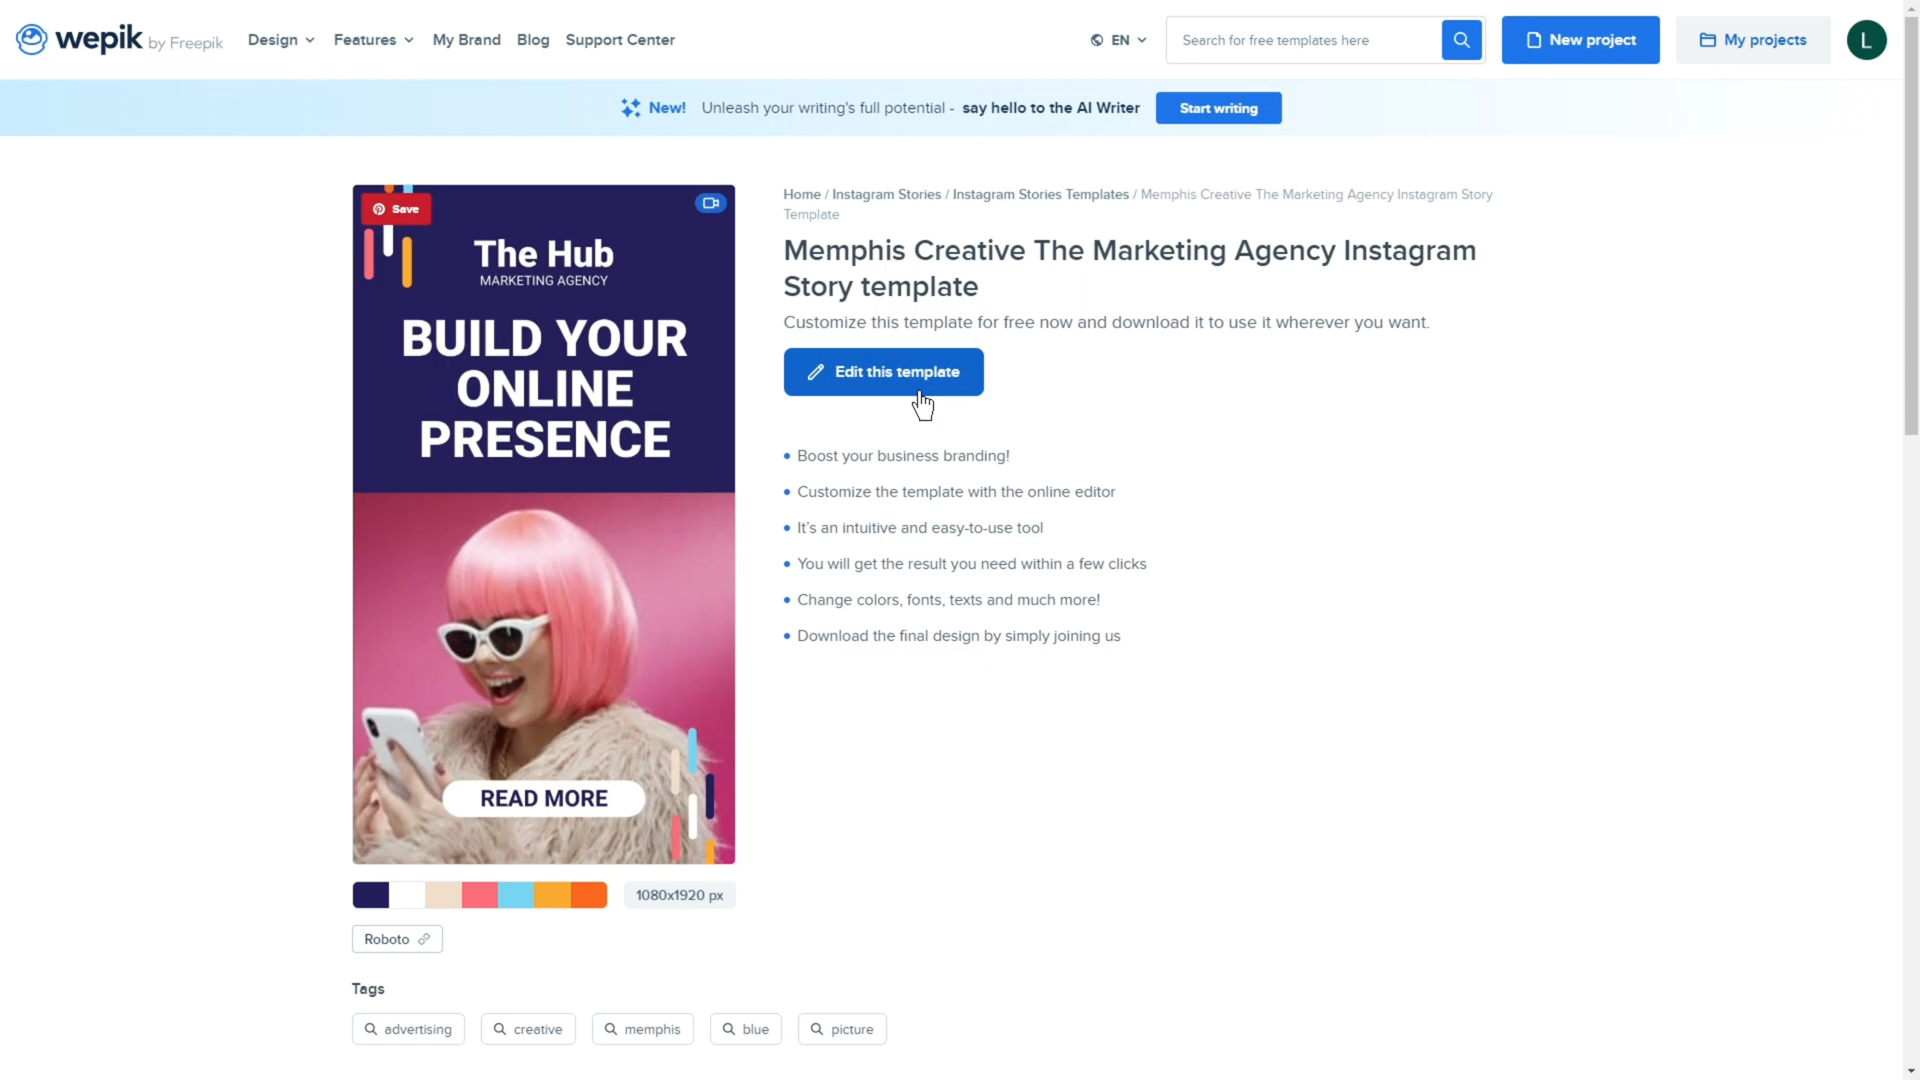 wepik by Freepik
Design
Features
My Brand
Blog
Support Center
EN
Search for free templates here
New project
My projects
L
New! Unleash your writing's full potential - say hello to the AI Writer
Start writing
Save
The Hub
MARKETING AGENCY
BUILD YOUR
ONLINE
PRESENCE
READ MORE
1080x1920 px
Roboto
Tags
advertising
creative
memphis
blue
picture
Home / Instagram Stories / Instagram Stories Templates / Memphis Creative The Marketing Agency Instagram Story
Template
Memphis Creative The Marketing Agency Instagram
Story template
Customize this template for free now and download it to use it wherever you want.
Edit this template
• Boost your business branding!
• Customize the template with the online editor
• It's an intuitive and easy-to-use tool
• You will get the result you need within a few clicks
• Change colors, fonts, texts and much more!
• Download the final design by simply joining us